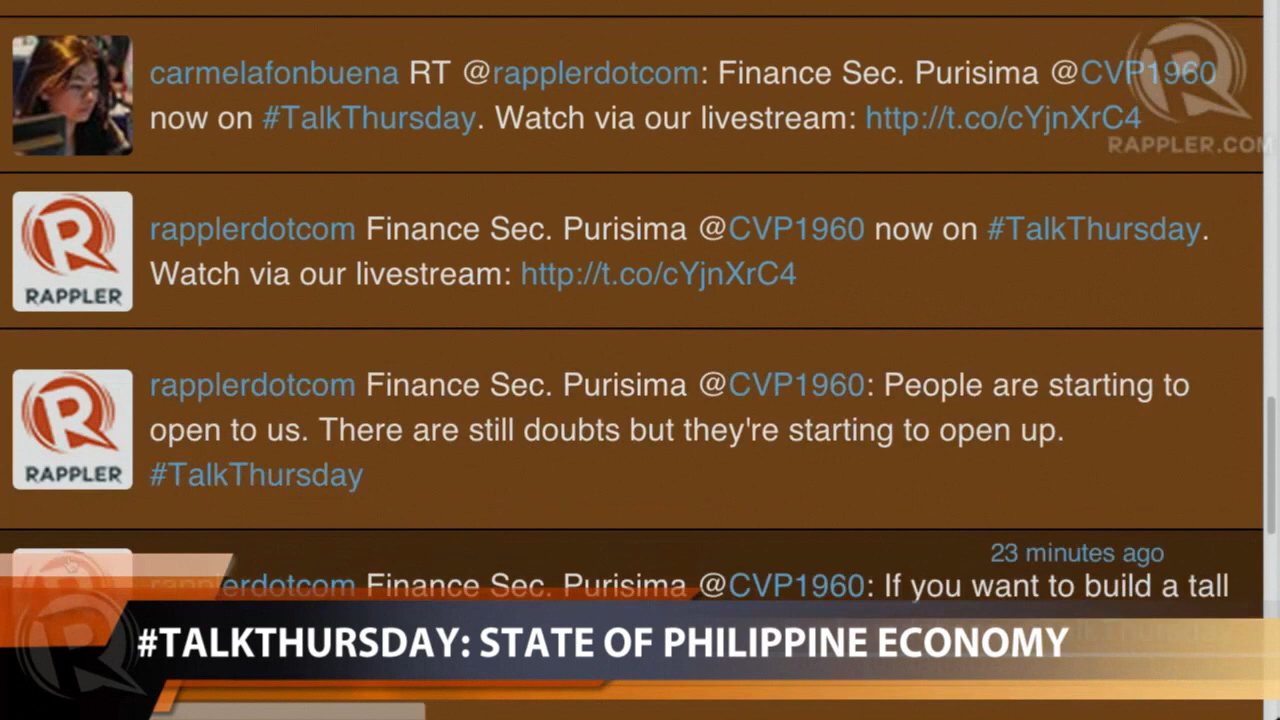 carmelafonbuena RT @rapplerdotcom: Finance Sec. Purisima @CVP1960
now on #TalkThursday. Watch via our livestream: http://t.co/cYjnXrC4
RAPPLER.COM
rapplerdotcom Finance Sec. Purisima @CVP1960 now on #TalkThursday.
Watch via our livestream: http://t.co/cYjnXrC4
RAPPLER
rapplerdotcom Finance Sec. Purisima @CVP1960: People are starting to
open to us. There are still doubts but they're starting to open up.
#TalkThursday
RAPPLER
23 minutes ago
rapplerdotcom Finance Sec. Purisima @CVP1960: If you want to build a tall
#TALKTHURSDAY: STATE OF PHILIPPINE ECONOMY